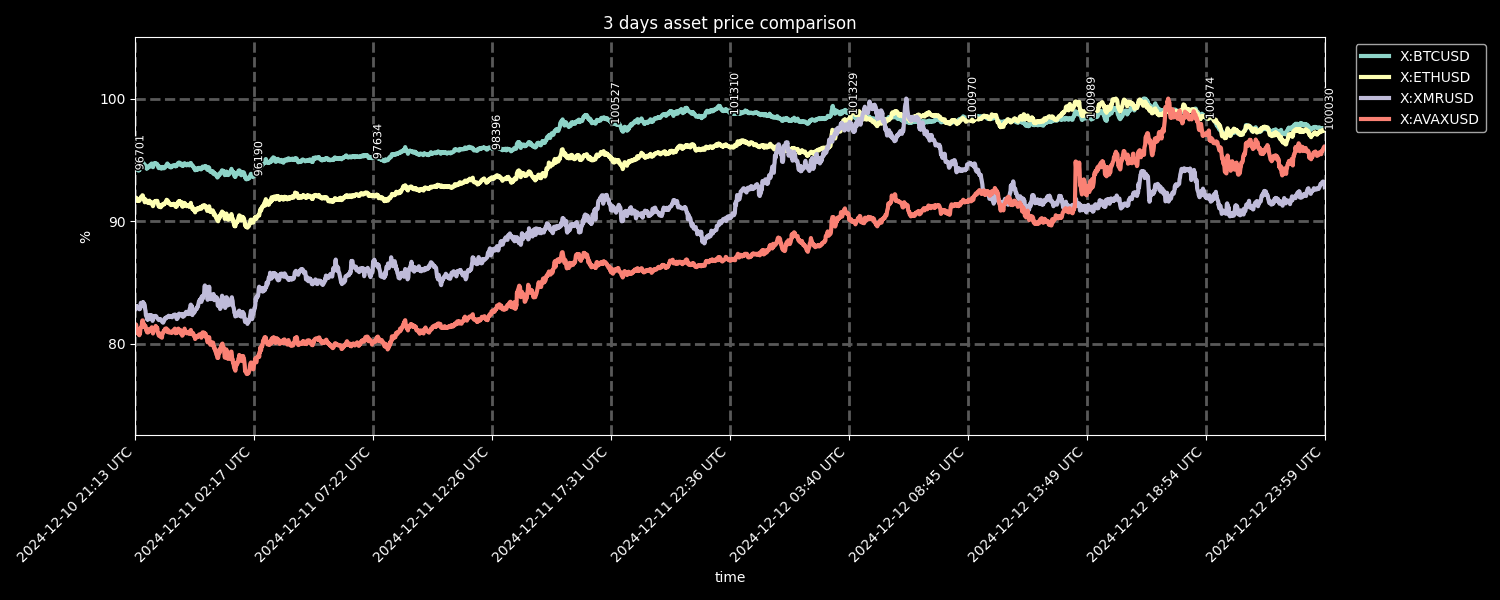 3 days asset price comparison
X:BTCUSD
X:ETHUSD
X:XMRUSD
X:AVAXUSD
100
90
80
%
96701
96190
97634
98396
100527
101310
101329
100970
100989
100974
100030
2024-12-10 21:13 UTC
2024-12-11 02:17 UTC
2024-12-11 07:22 UTC
2024-12-11 12:26 UTC
2024-12-11 17:31 UTC
2024-12-11 22:36 UTC
2024-12-12 03:40 UTC
2024-12-12 08:45 UTC
2024-12-12 13:49 UTC
2024-12-12 18:54 UTC
2024-12-12 23:59 UTC
time